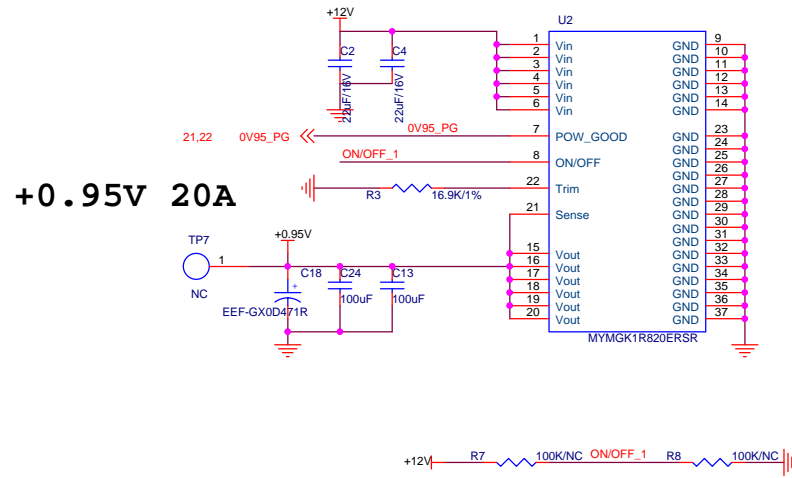 +12V
U2
C2
22uF/16V
C4
22uF/16V
1 Vin GND 9
2 Vin GND 10
3 Vin GND 11
4 Vin GND 12
5 Vin GND 13
6 Vin GND 14
21,22 0V95_PG 0V95_PG 7 POW_GOOD GND 23
GND 24
ON/OFF_1 8 ON/OFF GND 25
GND 26
R3 16.9K/1% 22 Trim GND 27
GND 28
+0.95V 20A
21 Sense GND 29
GND 30
GND 31
TP7 +0.95V
15 Vout GND 32
1 16 Vout GND 33
C18 C24 C13 17 Vout GND 34
NC 100uF 100uF 18 Vout GND 35
EEF-GX0D471R 19 Vout GND 36
20 Vout GND 37
+
MYMGK1R820ERSR
+12V R7 100K/NC ON/OFF_1 R8 100K/NC